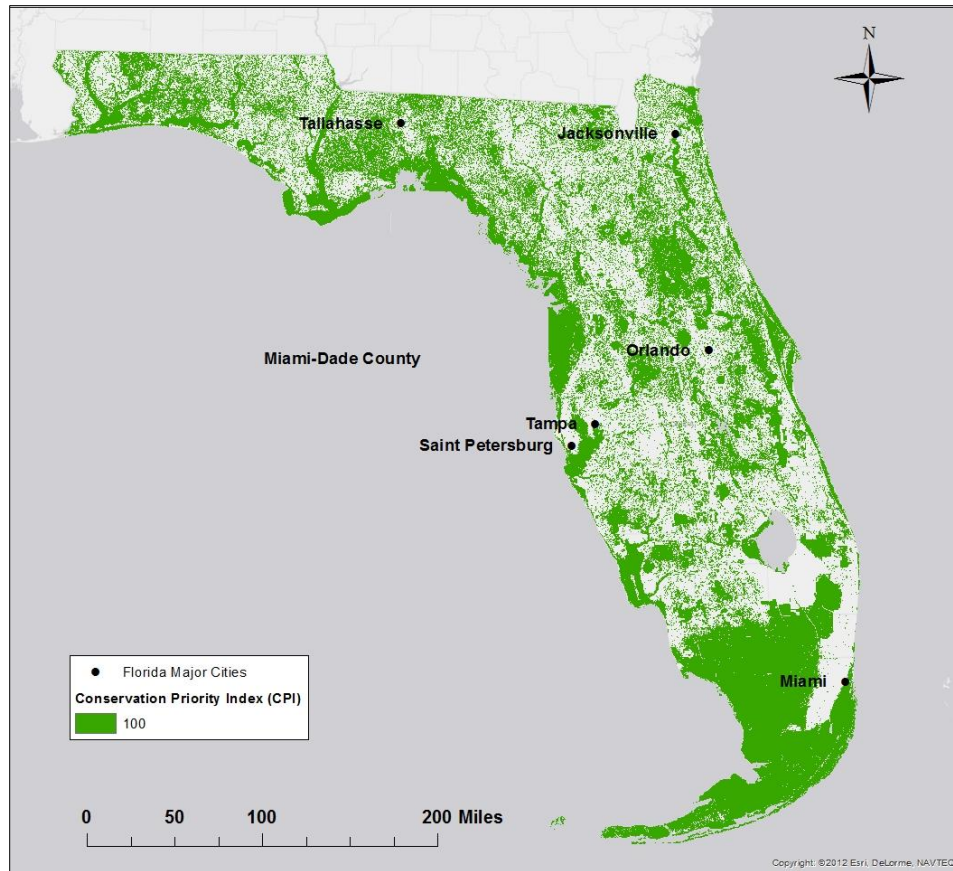 N
Tallahasse
Jacksonville
Miami-Dade County
Orlando
Tampa
Saint Petersburg
Miami
Florida Major Cities
Conservation Priority Index (CPI)
100
0 50 100 200 Miles
Copyright: ©2012 Esri, DeLorme, NAVTEQ